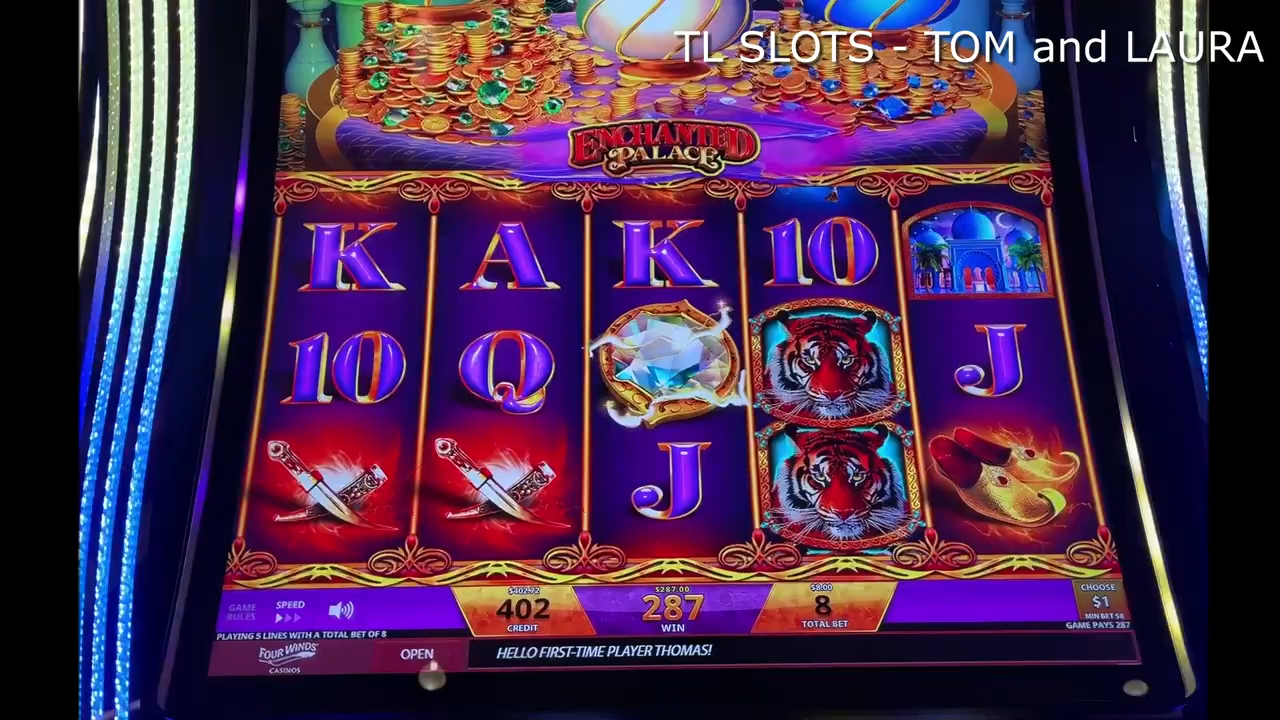 TL SLOTS - TOM and LAURA
ENCHANTED
PALACE
K A K 10
10 Q J
J
$402.72 $287.00 $8.00
402 287 8
CREDIT WIN TOTAL BET
GAME RULES
SPEED
CHOOSE
$1
MIN BET $8
PLAYING 5 LINES WITH A TOTAL BET OF 8
GAME PAYS 287
FOUR WINDS
CASINOS
OPEN
HELLO FIRST-TIME PLAYER THOMAS!